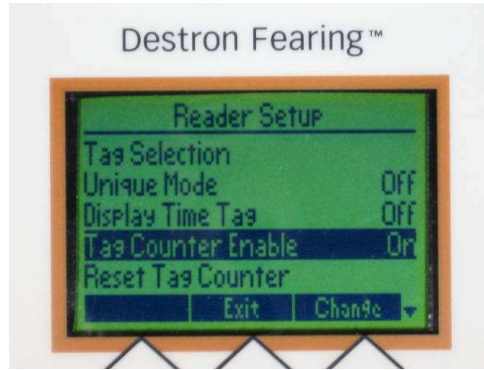 Destron Fearing™
Reader Setup
Tag Selection
Unique Mode Off
Display Time Tag Off
Tag Counter Enable On
Reset Tag Counter
Exit Change